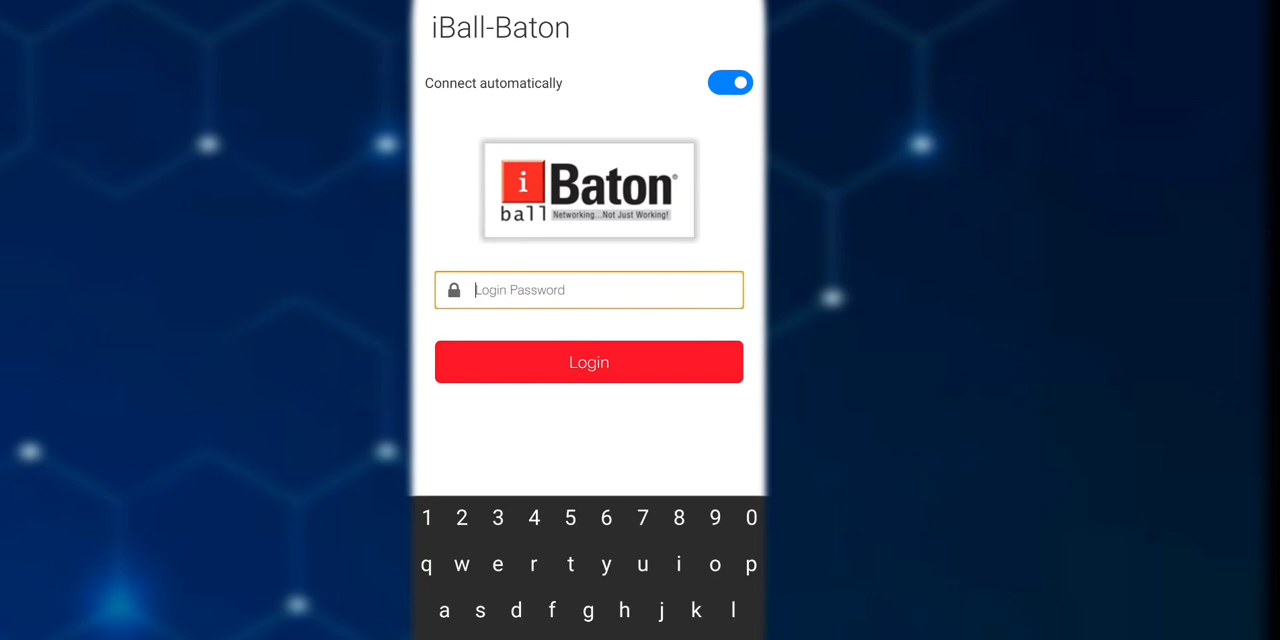 iBall-Baton
Connect automatically
i Baton®
ball Networking...Not Just Working!
Login Password
Login
1 2 3 4 5 6 7 8 9 0
q w e r t y u i o p
a s d f g h j k l